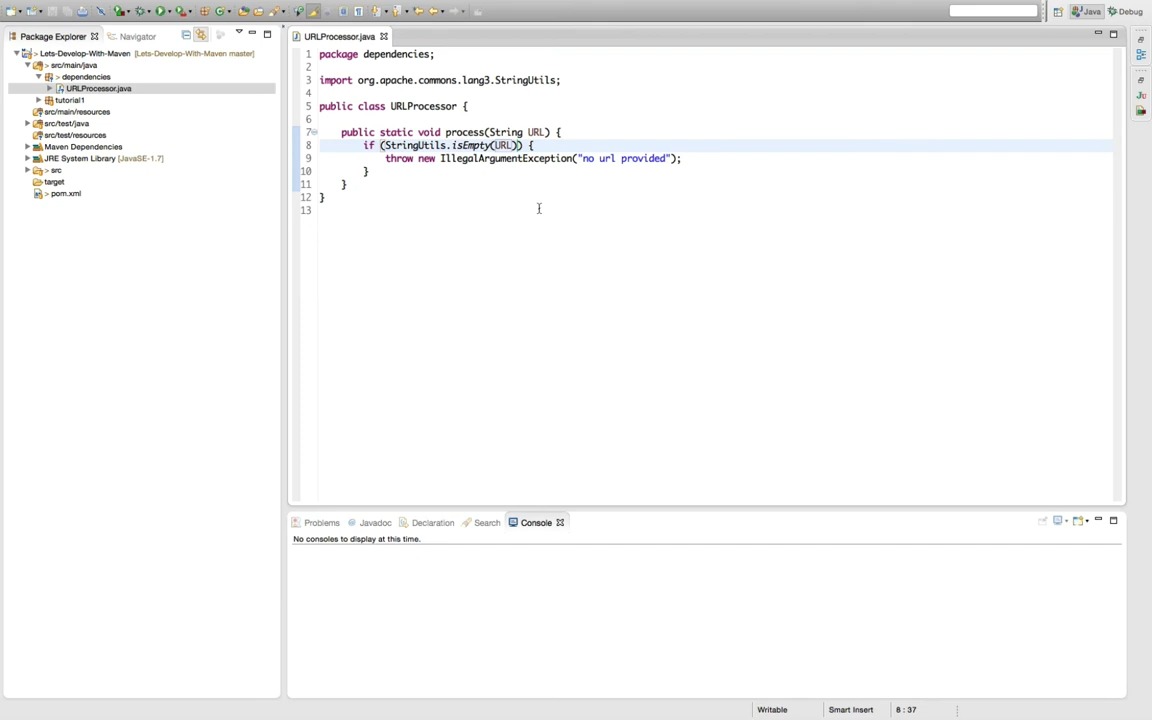 Java
Debug
Package Explorer
Navigator
> Lets-Develop-With-Maven [Lets-Develop-With-Maven master]
> src/main/java
> dependencies
URLProcessor.java
tutorial1
src/main/resources
src/test/java
src/test/resources
Maven Dependencies
JRE System Library [JavaSE-1.7]
> src
target
> pom.xml
URLProcessor.java
1 package dependencies;
2
3 import org.apache.commons.lang3.StringUtils;
4
5 public class URLProcessor {
6
7 public static void process(String URL) {
8 if (StringUtils.isEmpty(URL)) {
9 throw new IllegalArgumentException("no url provided");
10 }
11 }
12 }
13
Problems
Javadoc
Declaration
Search
Console
No consoles to display at this time.
Writable
Smart Insert
8 : 37